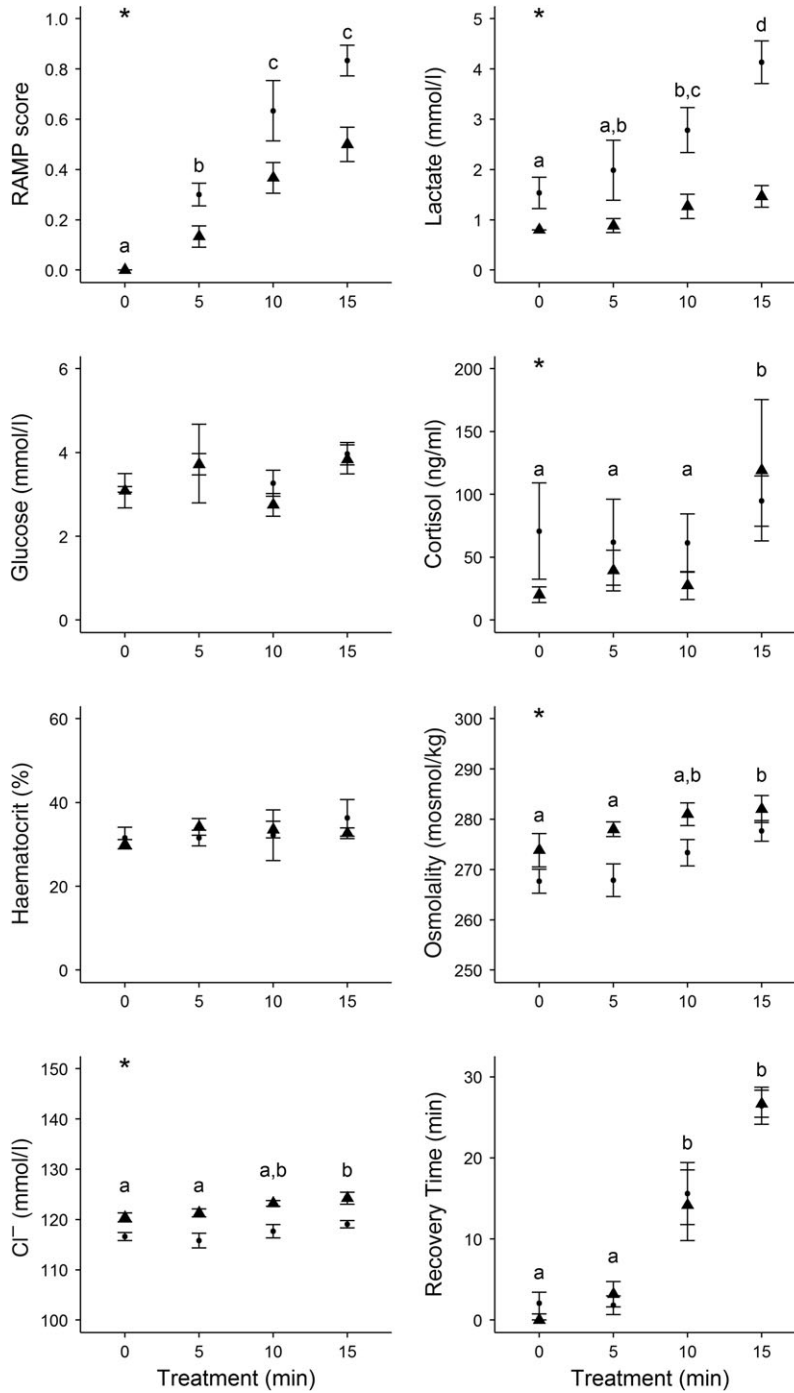 RAMP score
1.0
0.8
0.6
0.4
0.2
0.0
*
a
b
c
c
0 5 10 15
Lactate (mmol/l)
5
4
3
2
1
0
*
a
a,b
b,c
d
0 5 10 15
Glucose (mmol/l)
6
4
2
0
0 5 10 15
Cortisol (ng/ml)
200
150
100
50
0
*
a
a
a
b
0 5 10 15
Haematocrit (%)
60
40
20
0
0 5 10 15
Osmolality (mosmol/kg)
300
290
280
270
260
250
*
a
a
a,b
b
0 5 10 15
Cl⁻ (mmol/l)
150
140
130
120
110
100
*
a
a
a,b
b
0 5 10 15
Treatment (min)
Recovery Time (min)
30
20
10
0
a
a
b
b
0 5 10 15
Treatment (min)